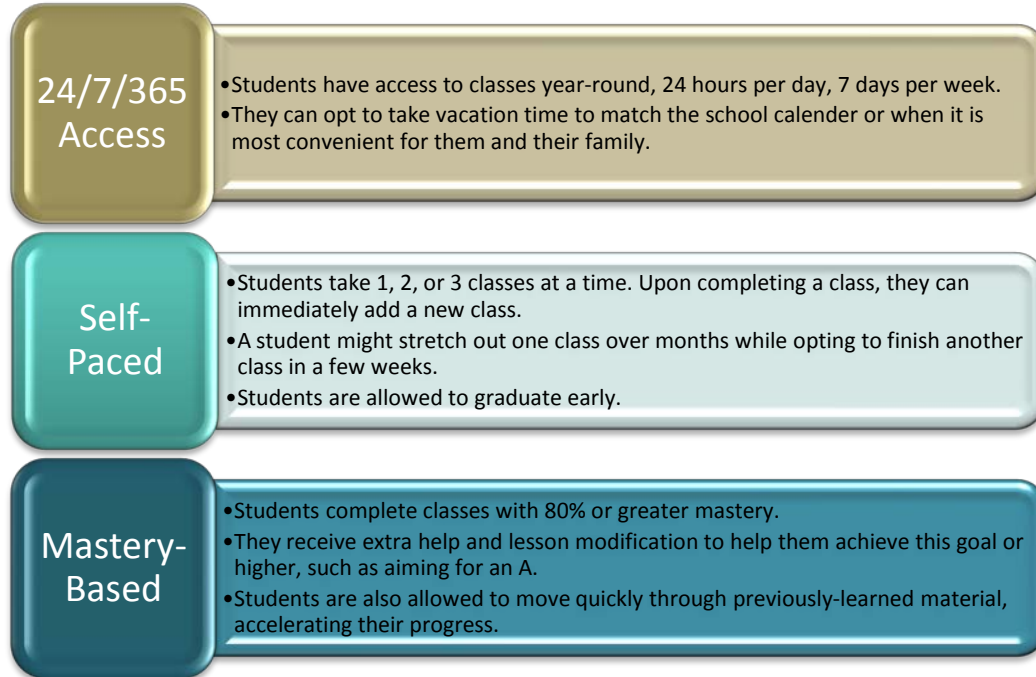 24/7/365
Access
•Students have access to classes year-round, 24 hours per day, 7 days per week.
•They can opt to take vacation time to match the school calender or when it is
most convenient for them and their family.
Self-
Paced
•Students take 1, 2, or 3 classes at a time. Upon completing a class, they can
immediately add a new class.
•A student might stretch out one class over months while opting to finish another
class in a few weeks.
•Students are allowed to graduate early.
Mastery-
Based
•Students complete classes with 80% or greater mastery.
•They receive extra help and lesson modification to help them achieve this goal or
higher, such as aiming for an A.
•Students are also allowed to move quickly through previously-learned material,
accelerating their progress.